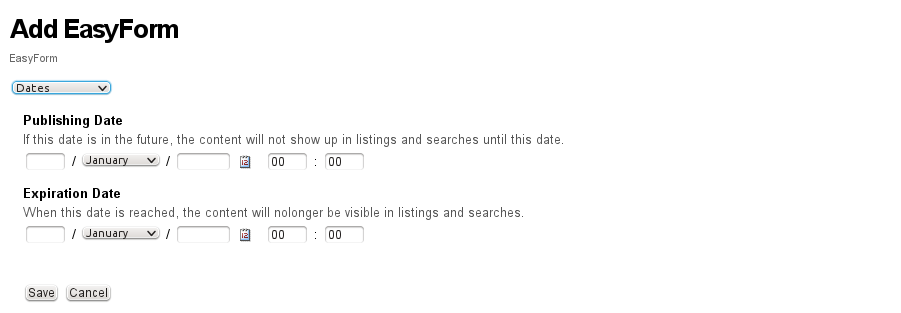 Add EasyForm
EasyForm
Dates
Publishing Date
If this date is in the future, the content will not show up in listings and searches until this date.
/ January / 12 00 : 00
Expiration Date
When this date is reached, the content will nolonger be visible in listings and searches.
/ January / 12 00 : 00
Save Cancel